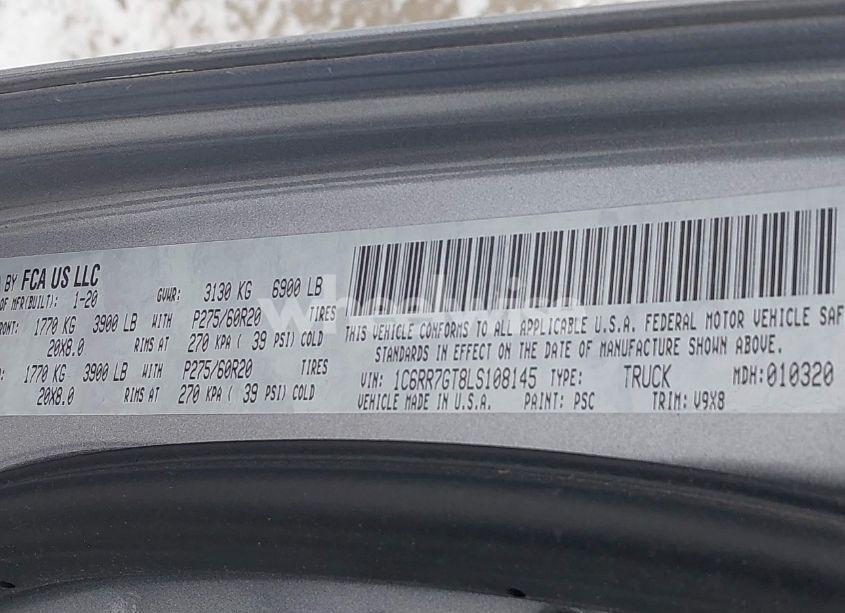 BY FCA US LLC
OF MFR(BUILT): 1-20 GVWR: 3130 KG 6900 LB
FRONT: 1770 KG 3900 LB WITH P275/60R20 TIRES
20X8.0 RIMS AT 270 KPA ( 39 PSI) COLD
: 1770 KG 3900 LB WITH P275/60R20 TIRES
20X8.0 RIMS AT 270 KPA ( 39 PSI) COLD
THIS VEHICLE CONFORMS TO ALL APPLICABLE U.S.A. FEDERAL MOTOR VEHICLE SAF
STANDARDS IN EFFECT ON THE DATE OF MANUFACTURE SHOWN ABOVE.
VIN: 1C6RR7GT8LS108145 TYPE: TRUCK MDH:010320
VEHICLE MADE IN U.S.A. PAINT: PSC TRIM: V9X8
wheelwise